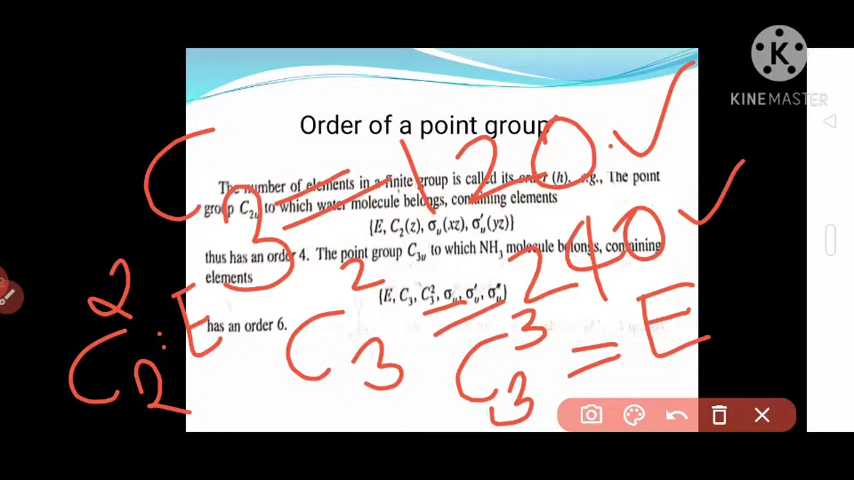 K
KINEMASTER
Order of a point group
The number of elements in a finite group is called its order (h). e.g., The point
group C₂ᵥ to which water molecule belongs, containing elements
{E, C₂(z), σᵥ(xz), σ'ᵥ(yz)}
thus has an order 4. The point group C₃ᵥ to which NH₃ molecule belongs, containing
elements
{E, C₃, C₃², σᵥ, σ'ᵥ, σ"ᵥ}
has an order 6.
C₃ = 120.
C₃² = 240
C₂² : E
C₃³ = E